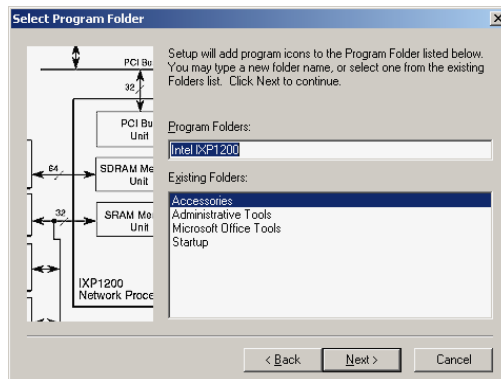 Select Program Folder
Setup will add program icons to the Program Folder listed below.
You may type a new folder name, or select one from the existing
Folders list. Click Next to continue.
Program Folders:
Intel IXP1200
Existing Folders:
Accessories
Administrative Tools
Microsoft Office Tools
Startup
PCI Bu
32
PCI Bu
Unit
64
SDRAM Me
Unit
32
SRAM Me
Unit
IXP1200
Network Proce
< Back
Next >
Cancel